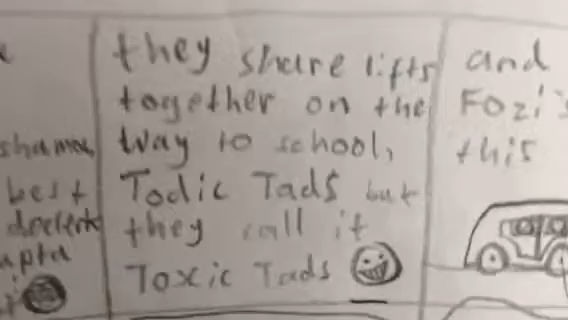 they share lifts
together on the
way to school,
Todic Tads but
they call it
Toxic Tads
and
Fozi's
this
best